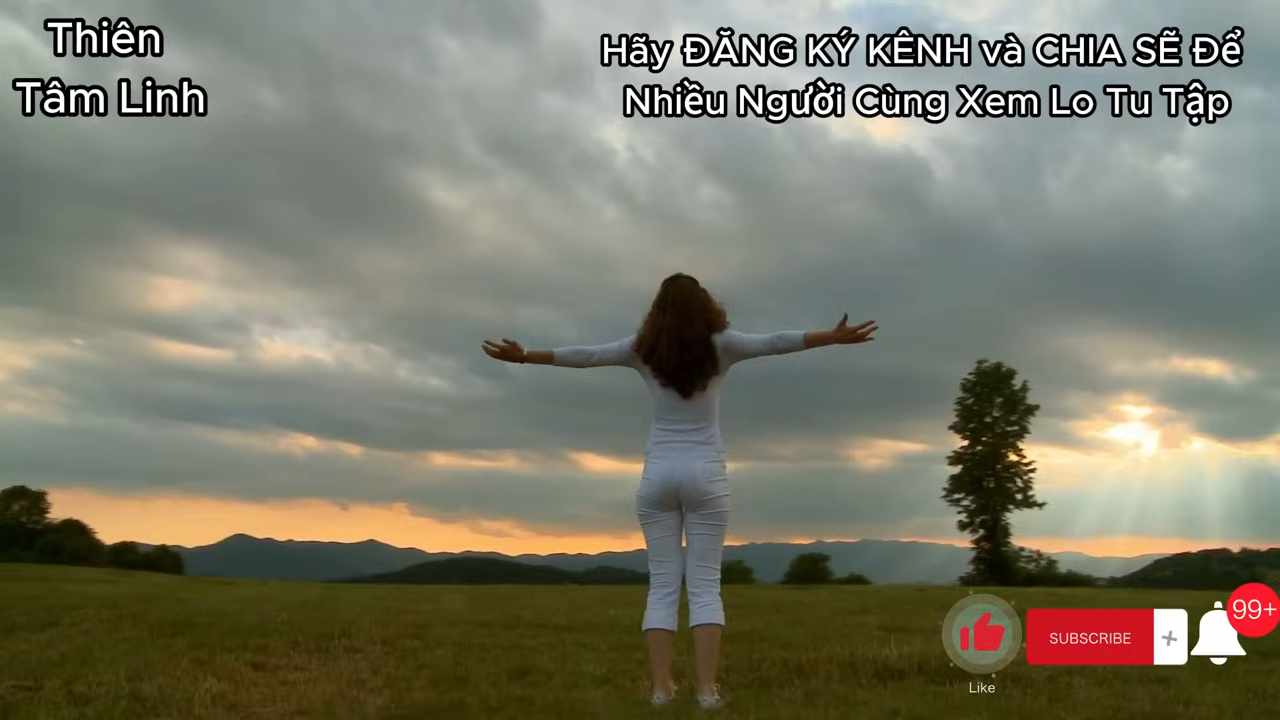 Thiên
Tâm Linh
Hãy ĐĂNG KÝ KÊNH và CHIA SẼ Để
Nhiều Người Cùng Xem Lo Tu Tập
SUBSCRIBE
99+
Like